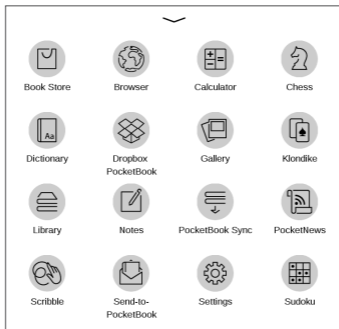 Book Store
Browser
Calculator
Chess
Aa
Dictionary
Dropbox
PocketBook
Gallery
Klondike
Library
Notes
PocketBook Sync
PocketNews
Scribble
Send-to-
PocketBook
Settings
Sudoku